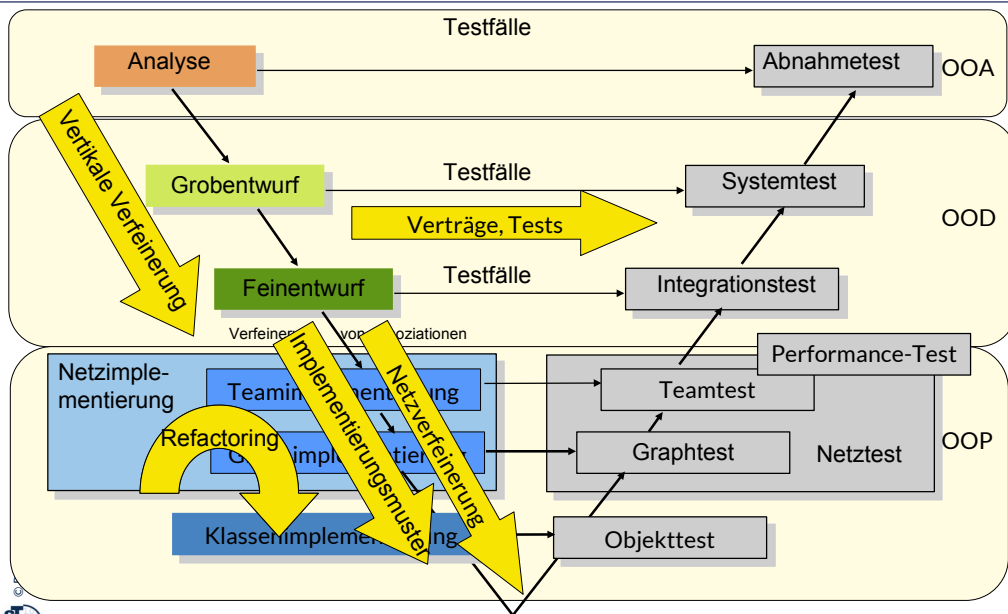 Testfälle
Analyse
Abnahmetest
OOA
Vertikale Verfeinerung
Grobentwurf
Testfälle
Systemtest
Verträge, Tests
OOD
Feinentwurf
Testfälle
Integrationstest
von
Implementierungsmuster
Netzverfeinerung
Performance-Test
Netzimple-
mentierung
Teamtest
Refactoring
Graphtest
Netztest
OOP
Objekttest
©